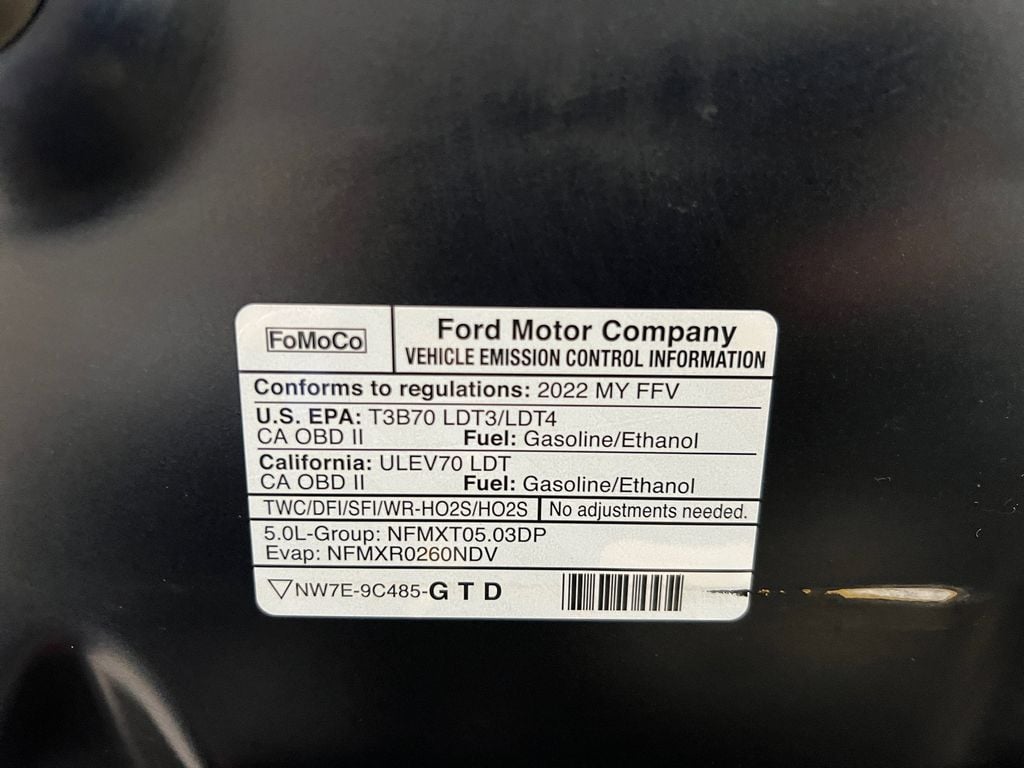 FoMoCo
Ford Motor Company
VEHICLE EMISSION CONTROL INFORMATION
Conforms to regulations: 2022 MY FFV
U.S. EPA: T3B70 LDT3/LDT4
CA OBD II Fuel: Gasoline/Ethanol
California: ULEV70 LDT
CA OBD II Fuel: Gasoline/Ethanol
TWC/DFI/SFI/WR-HO2S/HO2S No adjustments needed.
5.0L-Group: NFMXT05.03DP
Evap: NFMXR0260NDV
▽NW7E-9C485-G T D